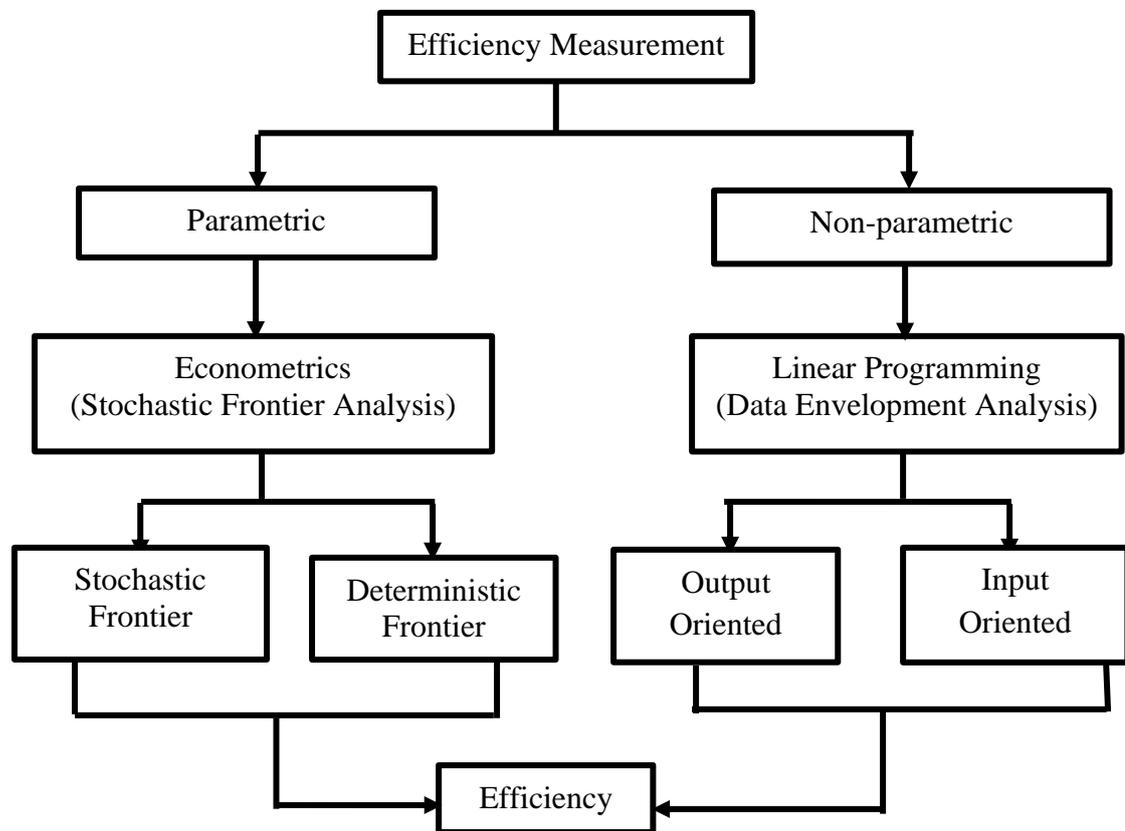 Efficiency Measurement
Parametric
Non-parametric
Econometrics
(Stochastic Frontier Analysis)
Linear Programming
(Data Envelopment Analysis)
Stochastic
Frontier
Deterministic
Frontier
Output
Oriented
Input
Oriented
Efficiency